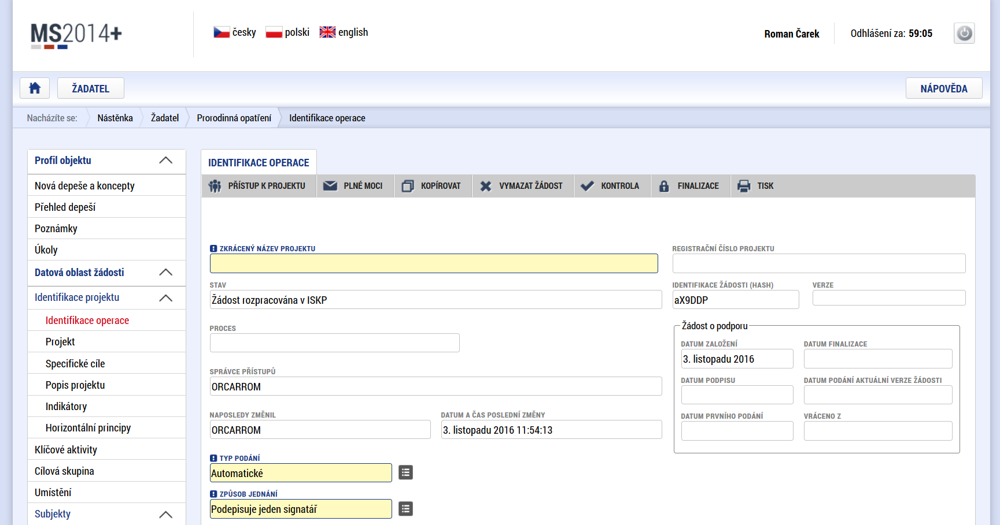 MS2014+
česky
polski
english
Roman Čarek
Odhlášení za: 59:05
ŽADATEL
NÁPOVĚDA
Nacházíte se:
Nástěnka
Žadatel
Prorodinná opatření
Identifikace operace
Profil objektu
Nová depeše a koncepty
Přehled depeší
Poznámky
Úkoly
Datová oblast žádosti
Identifikace projektu
Identifikace operace
Projekt
Specifické cíle
Popis projektu
Indikátory
Horizontální principy
Klíčové aktivity
Cílová skupina
Umístění
Subjekty
IDENTIFIKACE OPERACE
PŘÍSTUP K PROJEKTU
PLNÉ MOCI
KOPÍROVAT
VYMAZAT ŽÁDOST
KONTROLA
FINALIZACE
TISK
ZKRÁCENÝ NÁZEV PROJEKTU
REGISTRAČNÍ ČÍSLO PROJEKTU
STAV
Žádost rozpracována v ISKP
IDENTIFIKACE ŽÁDOSTI (HASH)
aX9DDP
VERZE
PROCES
SPRÁVCE PŘÍSTUPŮ
ORCARROM
NAPOSLEDY ZMĚNIL
ORCARROM
DATUM A ČAS POSLEDNÍ ZMĚNY
3. listopadu 2016 11:54:13
TYP PODÁNÍ
Automatické
ZPŮSOB JEDNÁNÍ
Podepisuje jeden signatář
Žádost o podporu
DATUM ZALOŽENÍ
3. listopadu 2016
DATUM FINALIZACE
DATUM PODPISU
DATUM PODÁNÍ AKTUÁLNÍ VERZE ŽÁDOSTI
DATUM PRVNÍHO PODÁNÍ
VRÁCENO Z